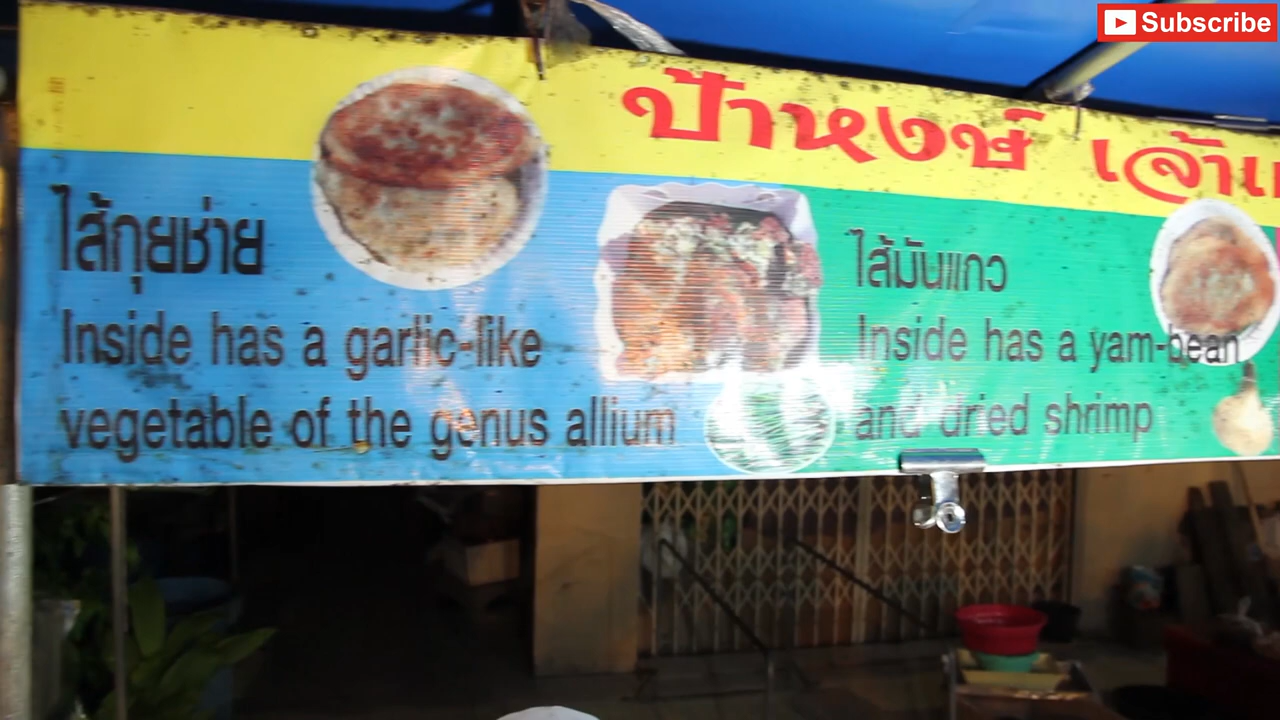 Subscribe
ป้าหงษ์ เจ้า
ไส้กุยช่าย
Inside has a garlic-like
vegetable of the genus allium
ไส้มันแกว
Inside has a yam-bean
and dried shrimp